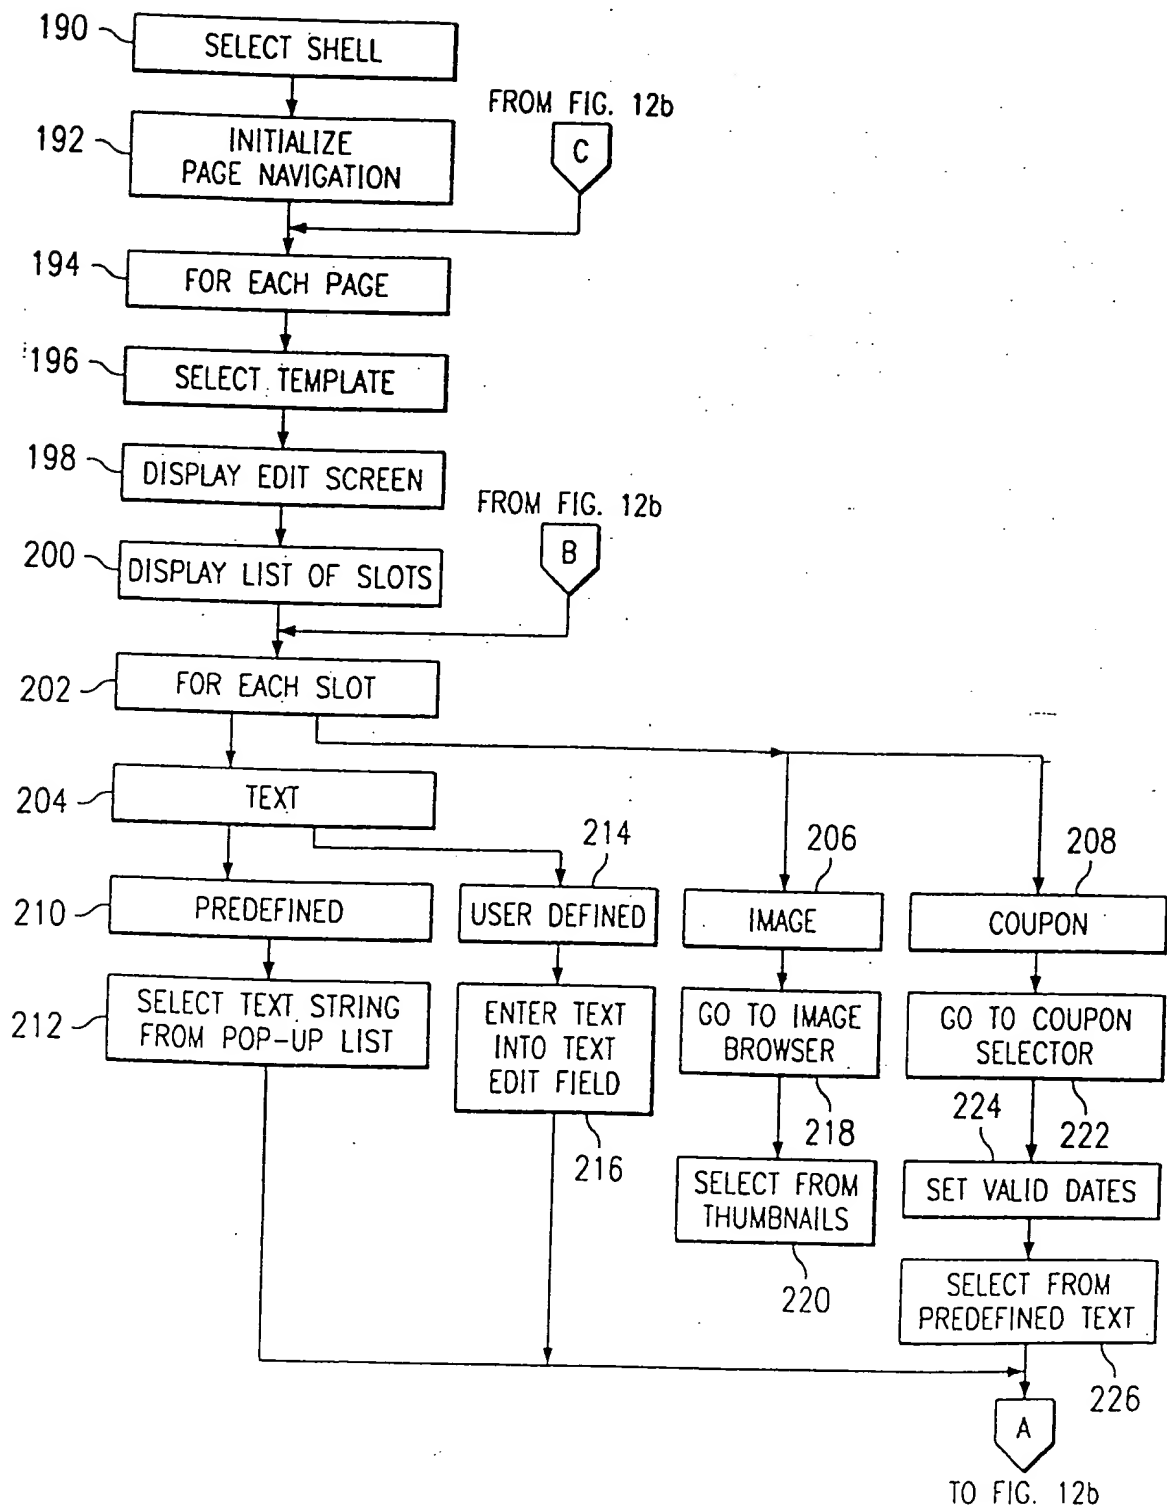 190
SELECT SHELL
FROM FIG. 12b
192
INITIALIZE
PAGE NAVIGATION
C
194
FOR EACH PAGE
196
SELECT TEMPLATE
198
DISPLAY EDIT SCREEN
FROM FIG. 12b
200
DISPLAY LIST OF SLOTS
B
202
FOR EACH SLOT
204
TEXT
214
206
208
210
PREDEFINED
USER DEFINED
IMAGE
COUPON
212
SELECT TEXT STRING
FROM POP-UP LIST
ENTER TEXT
INTO TEXT
EDIT FIELD
GO TO IMAGE
BROWSER
GO TO COUPON
SELECTOR
216
218
224
222
SELECT FROM
THUMBNAILS
SET VALID DATES
220
SELECT FROM
PREDEFINED TEXT
226
A
TO FIG. 12b